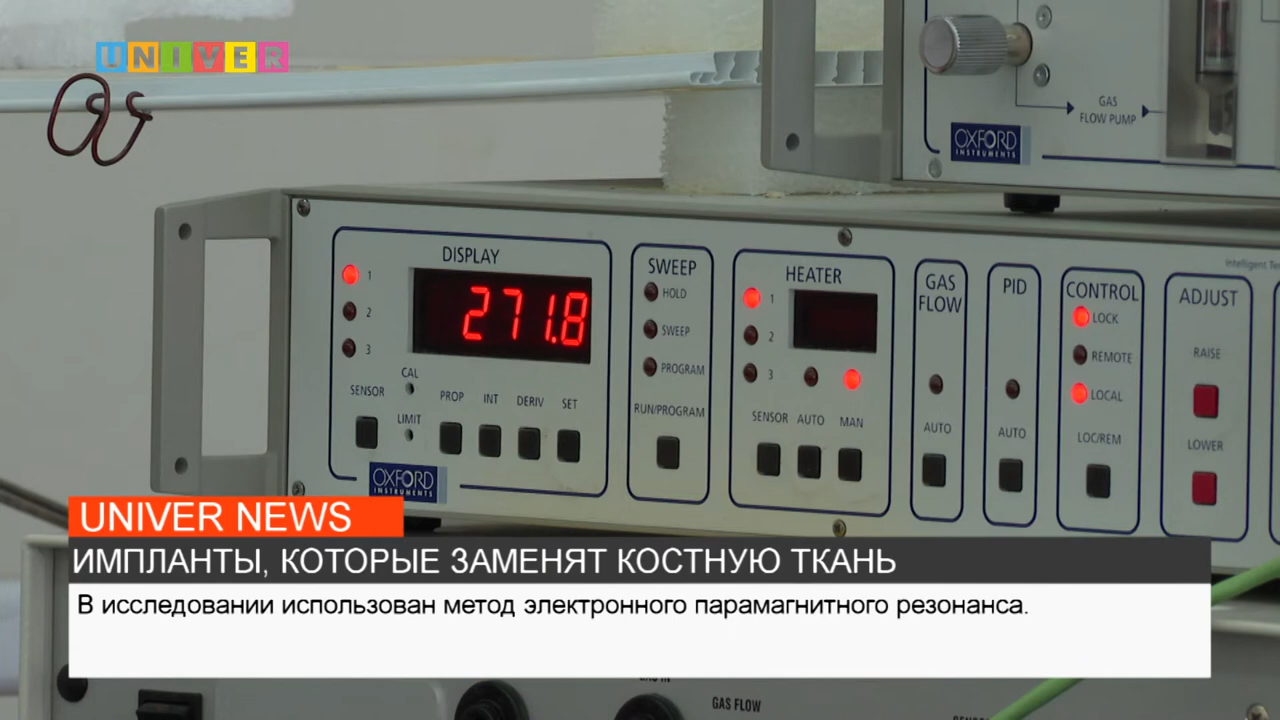 UNIVER
GAS
FLOW PUMP
OXFORD
INSTRUMENTS
DISPLAY
1
2
3
271.8
CAL
LIMIT
SENSOR
PROP INT DERIV SET
OXFORD
INSTRUMENTS
SWEEP
HOLD
SWEEP
PROGRAM
RUN/PROGRAM
HEATER
1
2
3
SENSOR AUTO MAN
GAS
FLOW
AUTO
PID
AUTO
CONTROL
LOCK
REMOTE
LOCAL
LOC/REM
Intelligent
ADJUST
RAISE
LOWER
UNIVER NEWS
ИМПЛАНТЫ, КОТОРЫЕ ЗАМЕНЯТ КОСТНУЮ ТКАНЬ
В исследовании использован метод электронного парамагнитного резонанса.
GAS FLOW